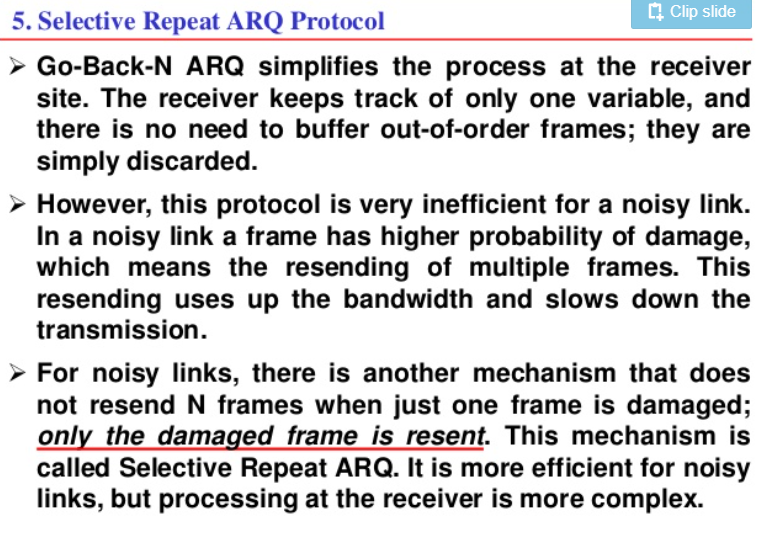 5. Selective Repeat ARQ Protocol
Clip slide
➢ Go-Back-N ARQ simplifies the process at the receiver
site. The receiver keeps track of only one variable, and
there is no need to buffer out-of-order frames; they are
simply discarded.
➢ However, this protocol is very inefficient for a noisy link.
In a noisy link a frame has higher probability of damage,
which means the resending of multiple frames. This
resending uses up the bandwidth and slows down the
transmission.
➢ For noisy links, there is another mechanism that does
not resend N frames when just one frame is damaged;
only the damaged frame is resent. This mechanism is
called Selective Repeat ARQ. It is more efficient for noisy
links, but processing at the receiver is more complex.